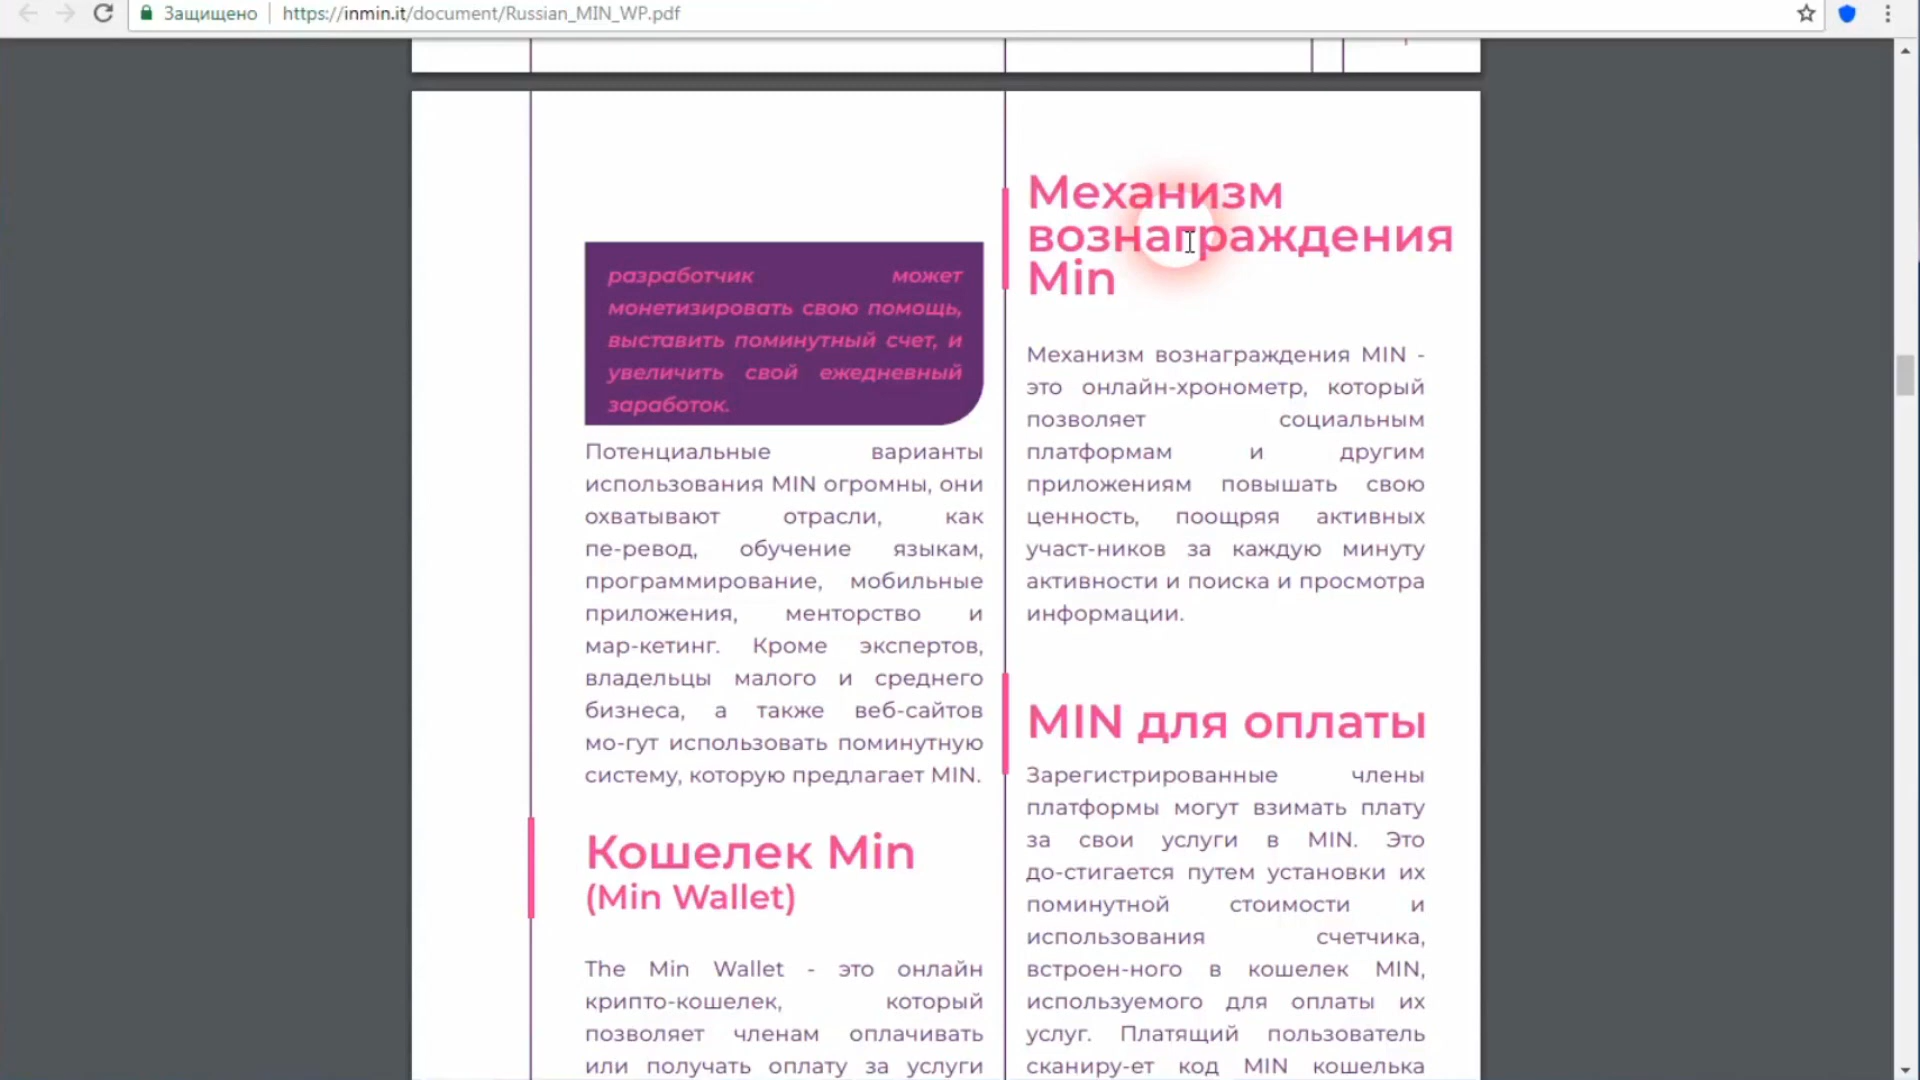 Защищено
https://inmin.it/document/Russian_MIN_WP.pdf
разработчик может
монетизировать свою помощь,
выставить поминутный счет, и
увеличить свой ежедневный
заработок.
Потенциальные варианты
использования MIN огромны, они
охватывают отрасли, как
пе-ревод, обучение языкам,
программирование, мобильные
приложения, менторство и
мар-кетинг. Кроме экспертов,
владельцы малого и среднего
бизнеса, а также веб-сайтов
мо-гут использовать поминутную
систему, которую предлагает MIN.
Кошелек Min
(Min Wallet)
The Min Wallet - это онлайн
крипто-кошелек, который
позволяет членам оплачивать
или получать оплату за услуги
Механизм
вознаграждения
Min
Механизм вознаграждения MIN -
это онлайн-хронометр, который
позволяет социальным
платформам и другим
приложениям повышать свою
ценность, поощряя активных
участ-ников за каждую минуту
активности и поиска и просмотра
информации.
MIN для оплаты
Зарегистрированные члены
платформы могут взимать плату
за свои услуги в MIN. Это
до-стигается путем установки их
поминутной стоимости и
использования счетчика,
встроен-ного в кошелек MIN,
используемого для оплаты их
услуг. Платящий пользователь
сканиру-ет код MIN кошелька